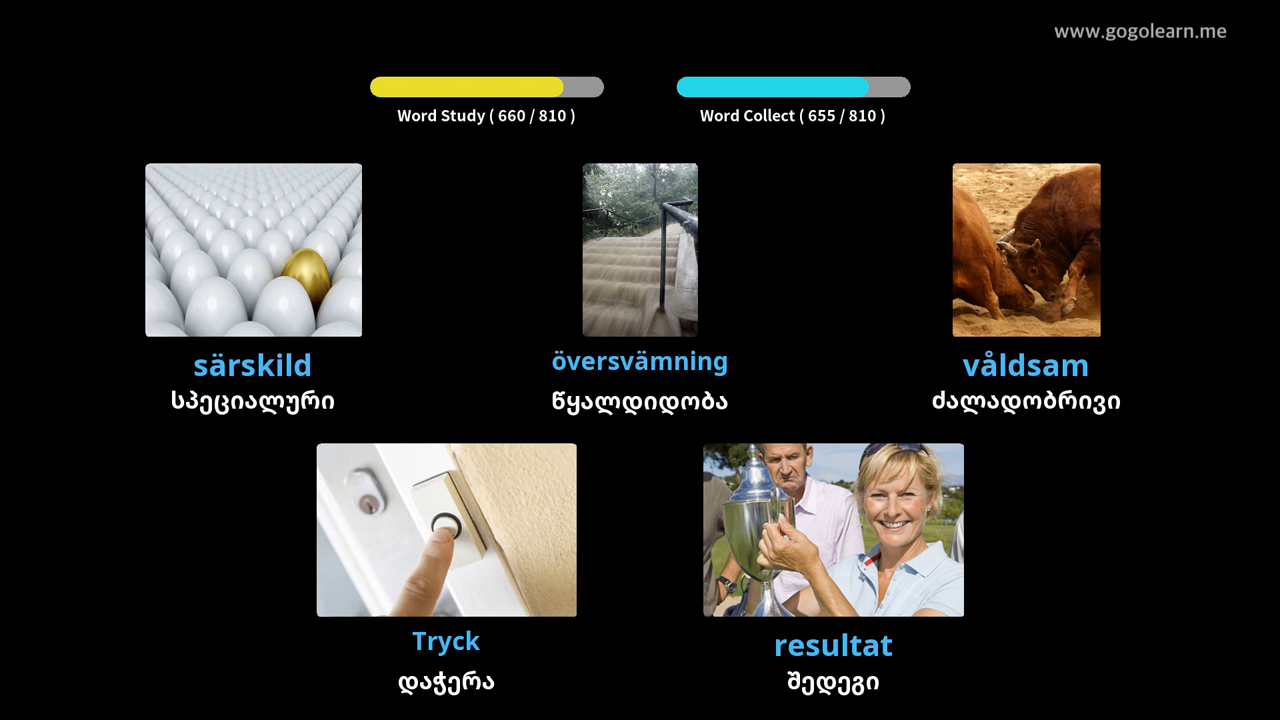 www.gogolearn.me
Word Study ( 660 / 810 )
Word Collect ( 655 / 810 )
särskild
სპეციალური
översvämning
წყალდიდობა
våldsam
ძალადობრივი
Tryck
დაჭერა
resultat
შედეგი